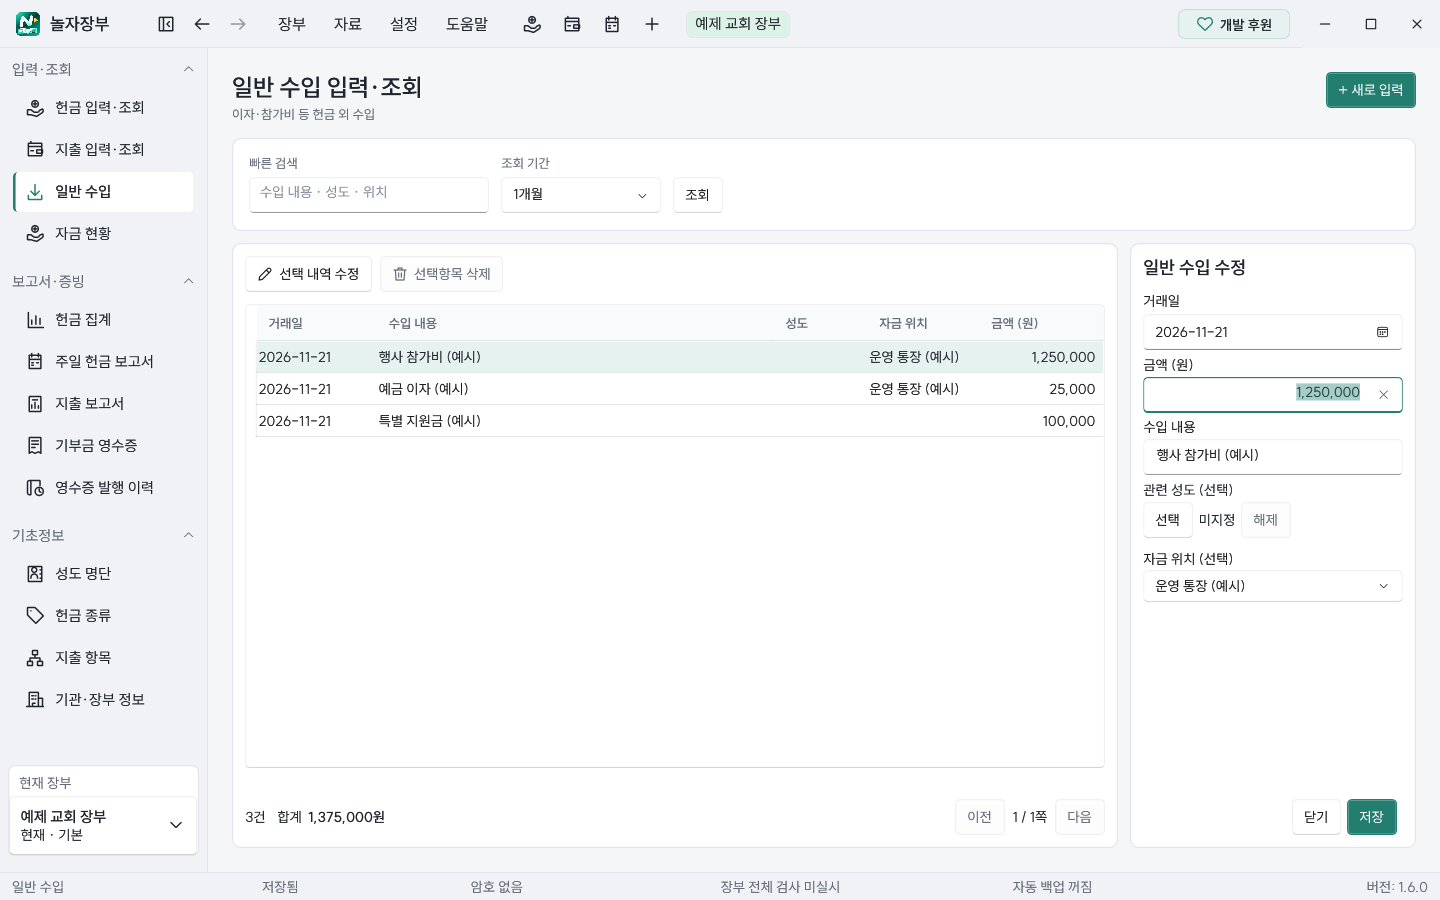 놀자장부
장부 자료 설정 도움말
예제 교회 장부
개발 후원
입력·조회
헌금 입력·조회
지출 입력·조회
일반 수입
자금 현황
보고서·증빙
헌금 집계
주일 헌금 보고서
지출 보고서
기부금 영수증
영수증 발행 이력
기초정보
성도 명단
헌금 종류
지출 항목
기관·장부 정보
현재 장부
예제 교회 장부
현재 · 기본
일반 수입 입력·조회
이자·참가비 등 헌금 외 수입
+ 새로 입력
빠른 검색
수입 내용 · 성도 · 위치
조회 기간
1개월
조회
선택 내역 수정
선택항목 삭제
거래일 수입 내용 성도 자금 위치 금액 (원)
2026-11-21 행사 참가비 (예시) 운영 통장 (예시) 1,250,000
2026-11-21 예금 이자 (예시) 운영 통장 (예시) 25,000
2026-11-21 특별 지원금 (예시) 100,000
3건 합계 1,375,000원
이전 1 / 1쪽 다음
일반 수입 수정
거래일
2026-11-21
금액 (원)
1,250,000
수입 내용
행사 참가비 (예시)
관련 성도 (선택)
선택 미지정 해제
자금 위치 (선택)
운영 통장 (예시)
닫기 저장
일반 수입 저장됨 암호 없음 장부 전체 검사 미실시 자동 백업 꺼짐 버전: 1.6.0